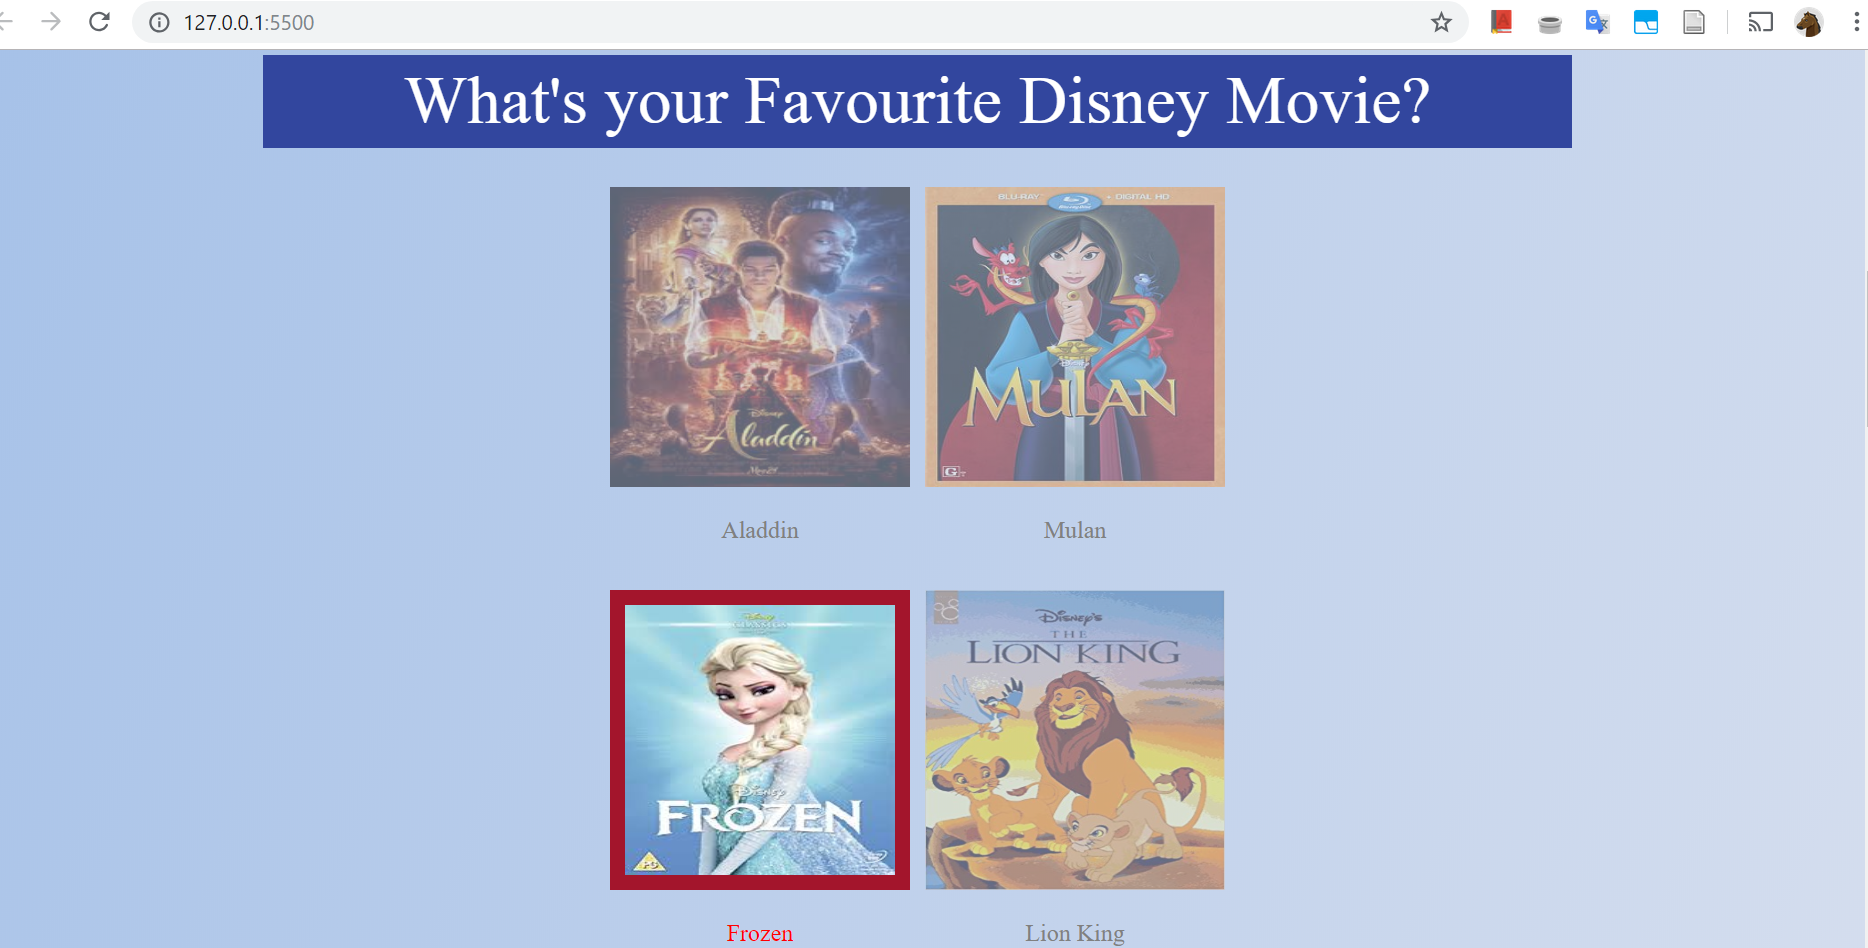 127.0.0.1:5500
What's your Favourite Disney Movie?
BLU-RAY + DIGITAL HD
Disney
Aladdin
MULAN
G
Aladdin
Mulan
Disney
CLASSICS
DISNEY'S
THE
LION KING
Disney
FROZEN
PG
Frozen
Lion King